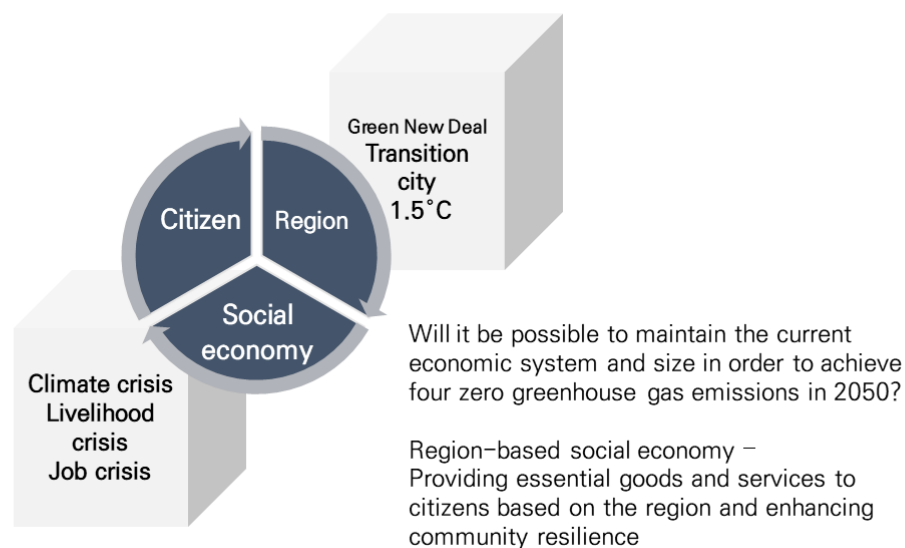 Green New Deal
Transition
city
1.5˚C
Citizen
Region
Social
economy
Climate crisis
Livelihood
crisis
Job crisis
Will it be possible to maintain the current
economic system and size in order to achieve
four zero greenhouse gas emissions in 2050?
Region-based social economy –
Providing essential goods and services to
citizens based on the region and enhancing
community resilience